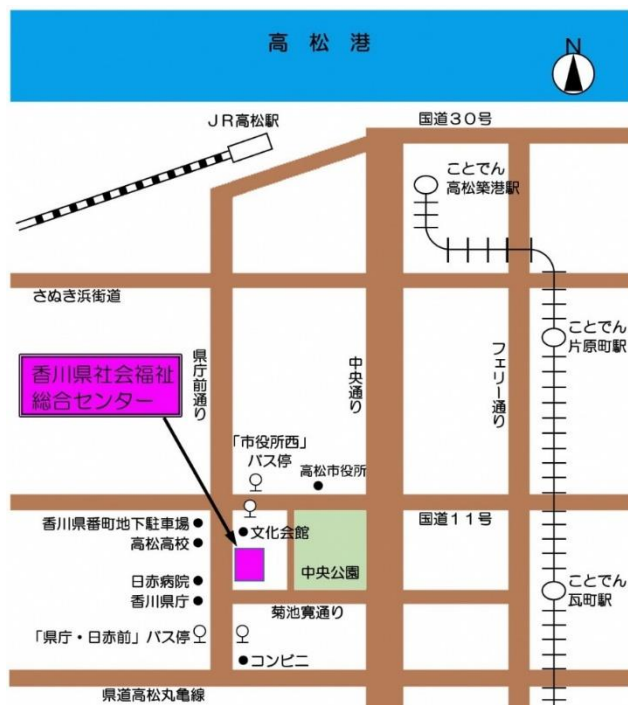 高松港
N
JR高松駅
国道30号
ことでん
高松築港駅
さぬき浜街道
ことでん
片原町駅
県庁前通り
中央通り
フェリー通り
香川県社会福祉
総合センター
「市役所西」
バス停
高松市役所
国道11号
香川県番町地下駐車場
文化会館
高松高校
中央公園
日赤病院
香川県庁
ことでん
瓦町駅
菊池寛通り
「県庁・日赤前」バス停
コンビニ
県道高松丸亀線